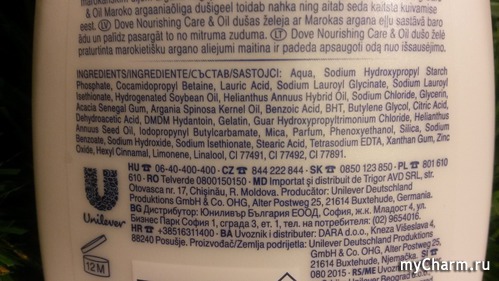 marokańskim
& Oil Maroko argaaniaõliga dušigeel toidab nahka ning aitab seda kaitsta kuivamise
eest. LV Dove Nourishing Care & Oil dušas želeja ar Marokas argana eļļu sastāvā baro
ādu un palīdz pasargāt to no mitruma zuduma. LT Dove Nourishing Care & Oil dušo želė
praturtinta marokietišku argano aliejumi maitina ir padeda apsaugoti odą nuo išsausėjimo.
INGREDIENTS/INGREDIENTE/СЪСТАВ/SASTOJCI: Aqua, Sodium Hydroxypropyl Starch
Phosphate, Cocamidopropyl Betaine, Lauric Acid, Sodium Lauroyl Glycinate, Sodium Lauroyl
Isethionate, Hydrogenated Soybean Oil, Helianthus Annuus Hybrid Oil, Sodium Chloride, Glycerin,
Acacia Senegal Gum, Argania Spinosa Kernel Oil, Benzoic Acid, BHT, Butylene Glycol, Citric Acid,
Dehydroacetic Acid, DMDM Hydantoin, Gelatin, Guar Hydroxypropyltrimonium Chloride, Helianthus
Annuus Seed Oil, Iodopropynyl Butylcarbamate, Mica, Parfum, Phenoxyethanol, Silica, Sodium
Benzoate, Sodium Hydroxide, Sodium Isethionate, Stearic Acid, Tetrasodium EDTA, Xanthan Gum, Zinc
Oxide, Hexyl Cinnamal, Limonene, Linalool, CI 77491, CI 77492, CI 77891.
HU ☎ 06-40-400-400 • CZ ☎ 844 222 844 • SK ☎ 0850 123 850 • PL ☎ 801 610
610 • RO Telverde 0800150150 • MD Importat și distribuit de Trigor AVD SRL, str.
Otovasca nr. 17, Chișinău, R. Moldova. Producător: Unilever Deutschland
Produktions GmbH & Co. OHG, Alter Postweg 25, 21614 Buxtehude, Germania.
BG Дистрибутор: Юниливър България ЕООД, София, ж.к. Младост 4, ул.
Бизнес Парк София 1, сграда 3, ет. 1, тел. на потребителя: (02) 9654016.
HR ☎ +38516311400 • BA Uvoznik i distributer: DARA d.o.o., Kneza Višeslava 4,
88240 Posušje. Proizvođač/Zemlja podrijetla: Unilever Deutschland Produktions
GmbH & Co. OHG, Alter Postweg 25,
21614 Buxtehude, Njemačka. SI ☎
080 2015 • RS/ME Uvoznik
Unilever Beograd
Unilever
12M
myCharm.ru